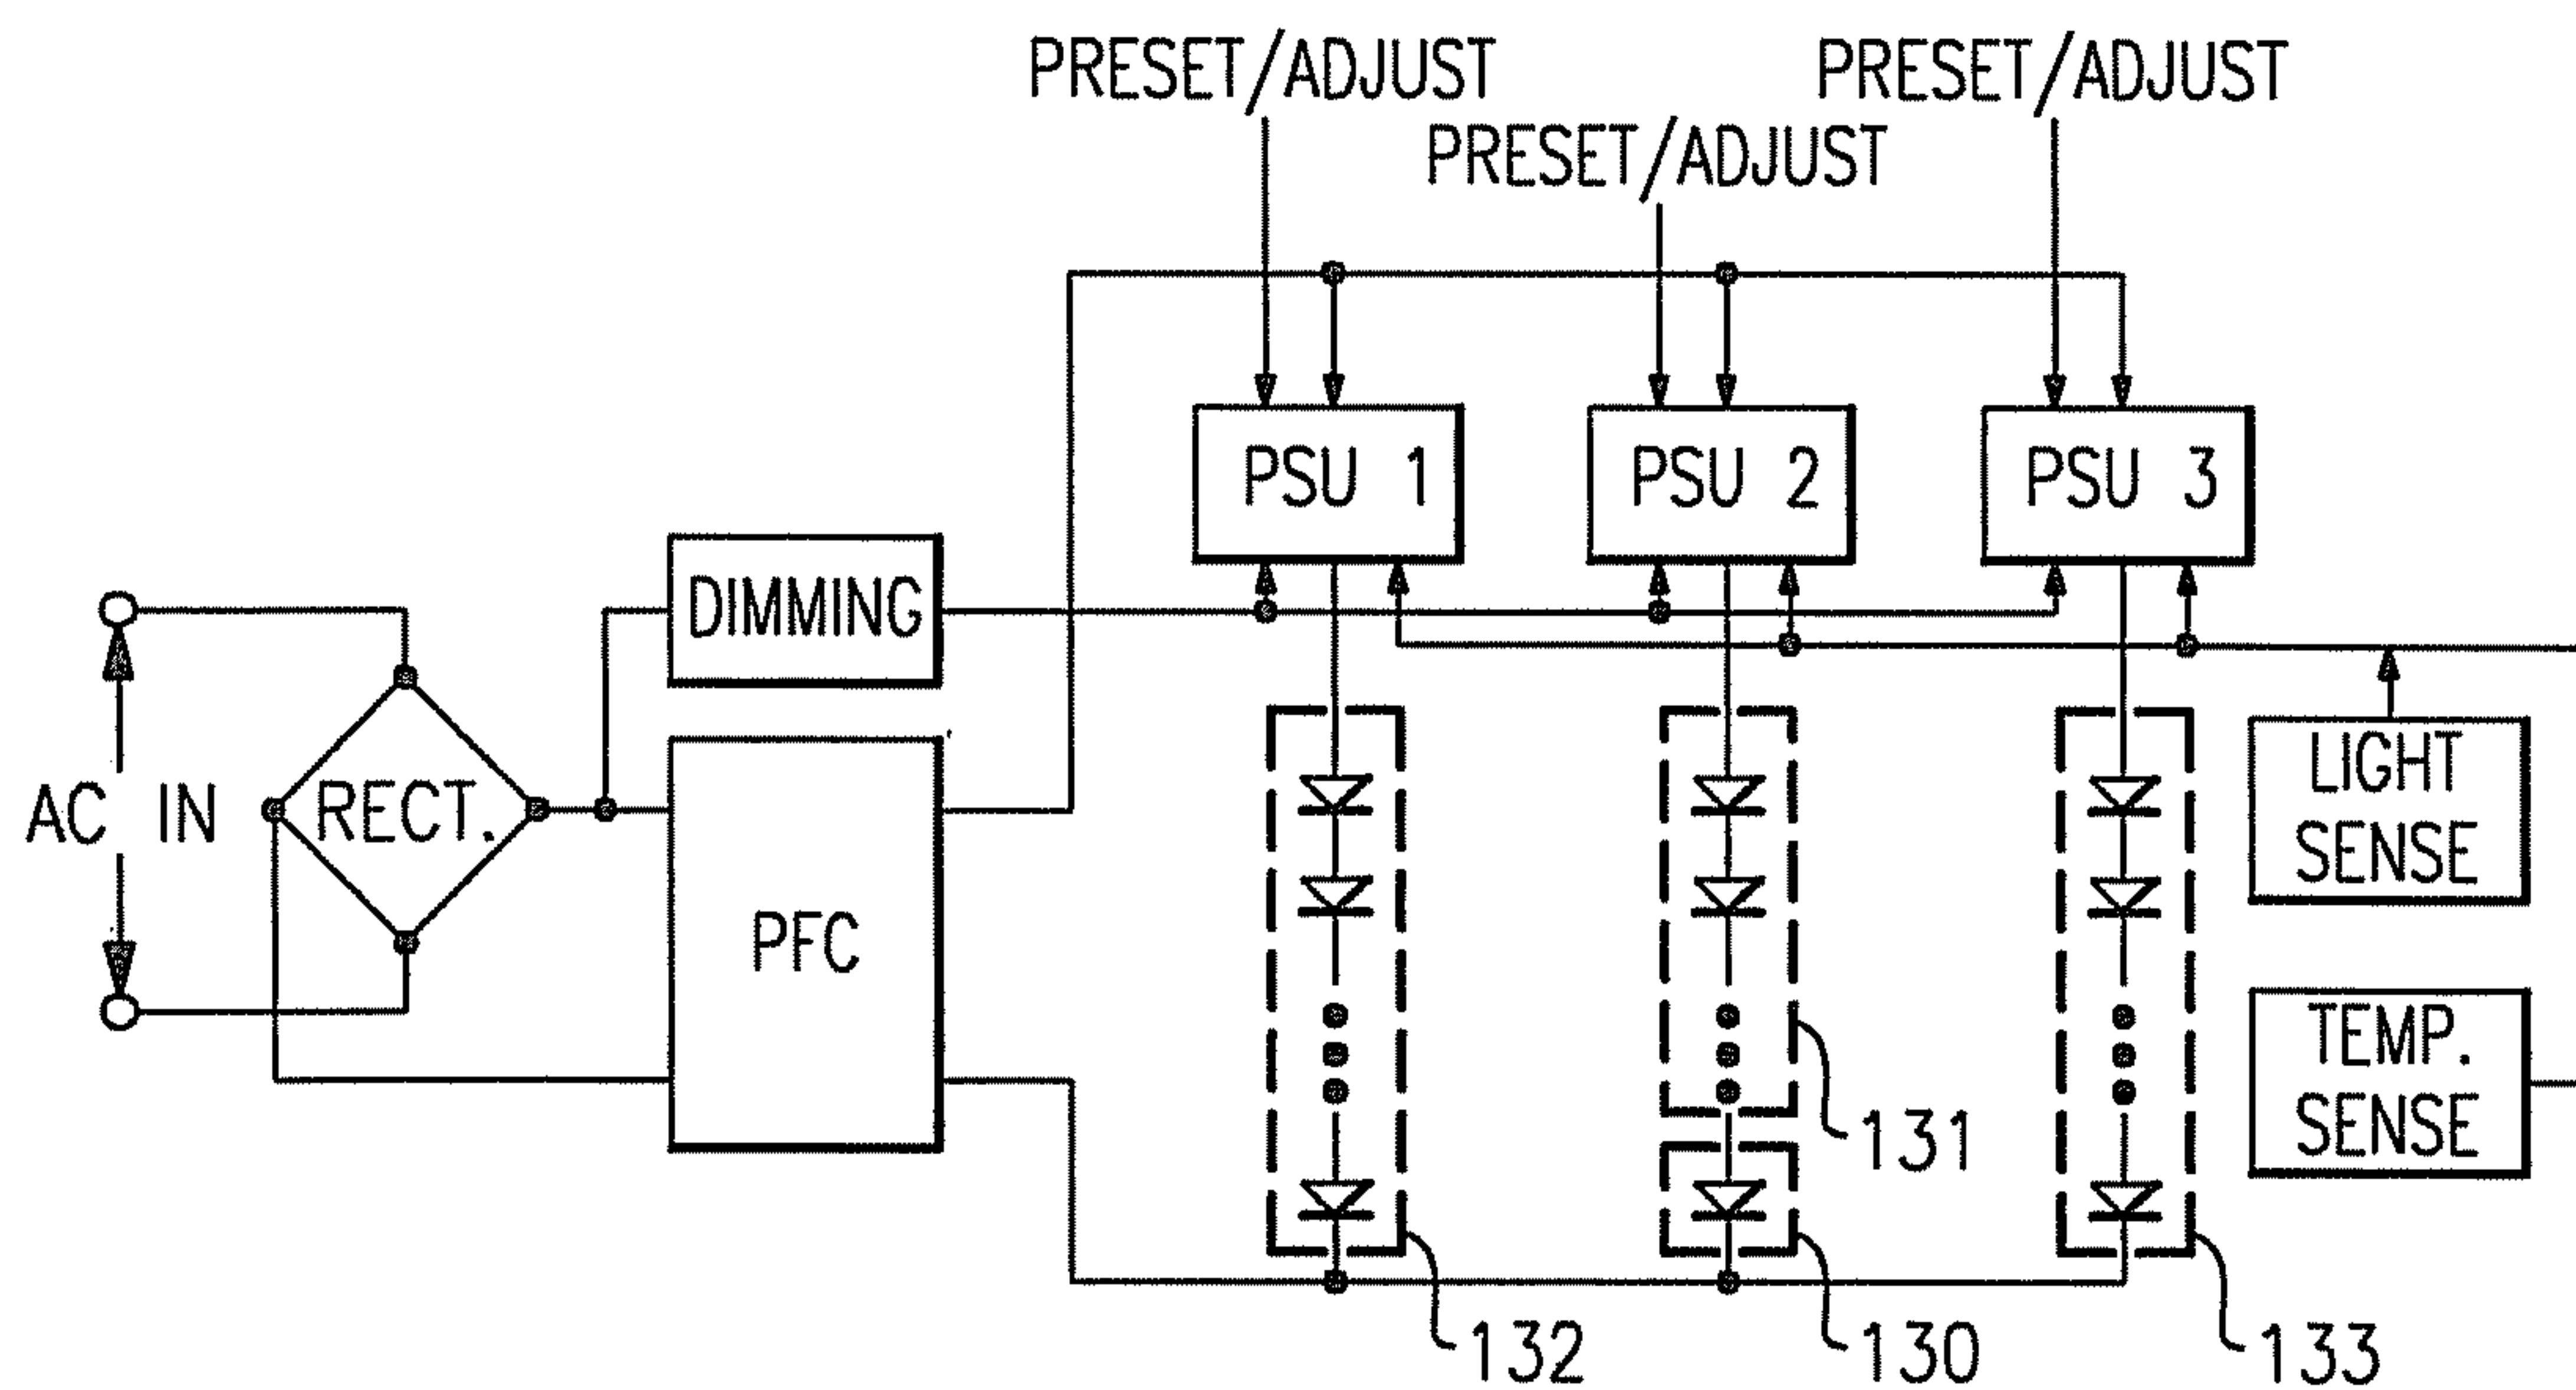 PRESET/ADJUST
PRESET/ADJUST
PRESET/ADJUST
PSU 1
PSU 2
PSU 3
DIMMING
AC IN
RECT.
PFC
LIGHT
SENSE
TEMP.
SENSE
131
132
130
133